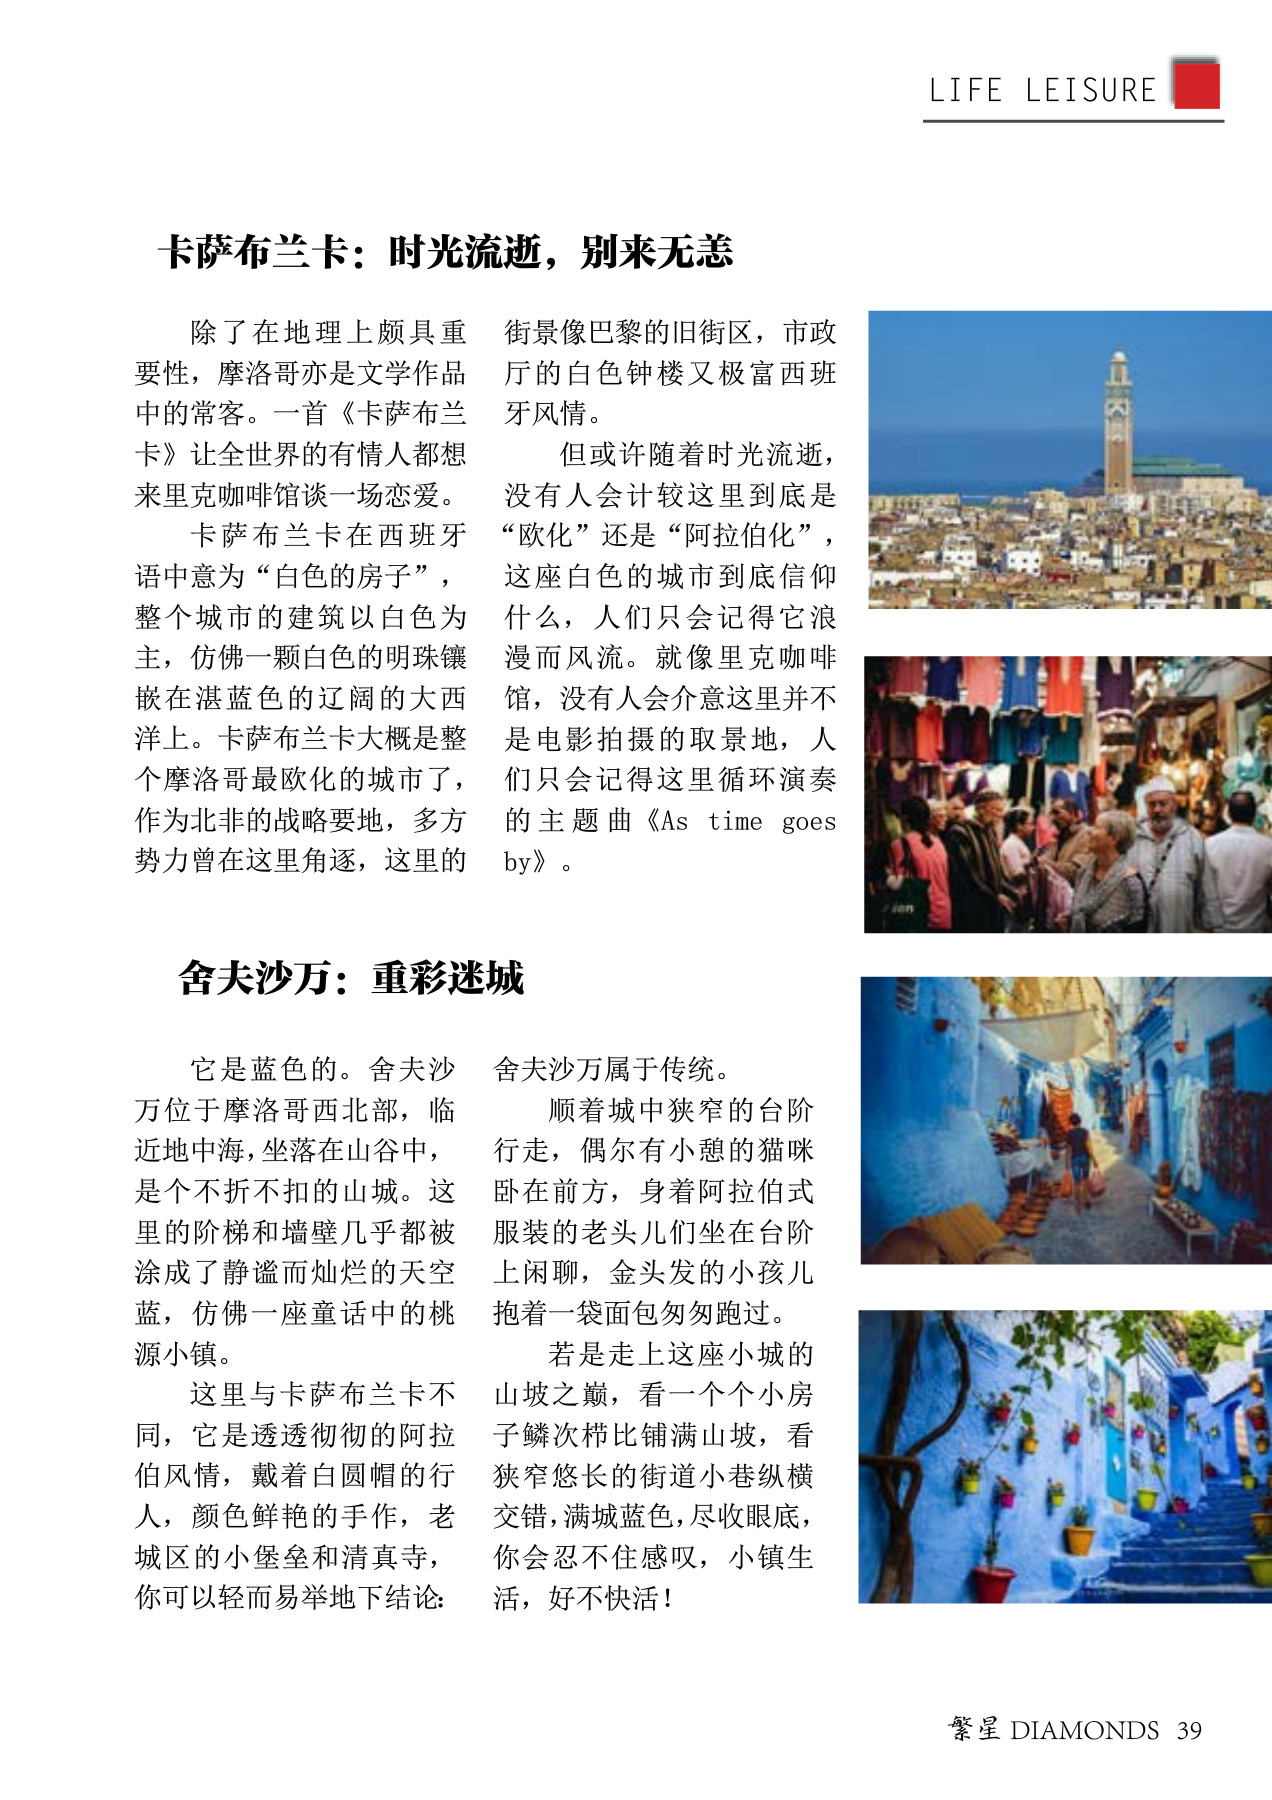 LIFE LEISURE
卡萨布兰卡：时光流逝，别来无恙
除了在地理上颇具重
要性，摩洛哥亦是文学作品
中的常客。一首《卡萨布兰
卡》让全世界的有情人都想
来里克咖啡馆谈一场恋爱。
卡萨布兰卡在西班牙
语中意为“白色的房子”，
整个城市的建筑以白色为
主，仿佛一颗白色的明珠镶
嵌在湛蓝色的辽阔的大西
洋上。卡萨布兰卡大概是整
个摩洛哥最欧化的城市了，
作为北非的战略要地，多方
势力曾在这里角逐，这里的
街景像巴黎的旧街区，市政
厅的白色钟楼又极富西班
牙风情。
但或许随着时光流逝，
没有人会计较这里到底是
“欧化”还是“阿拉伯化”，
这座白色的城市到底信仰
什么，人们只会记得它浪
漫而风流。就像里克咖啡
馆，没有人会介意这里并不
是电影拍摄的取景地，人
们只会记得这里循环演奏
的主题曲《As time goes
by》。
舍夫沙万：重彩迷城
它是蓝色的。舍夫沙
万位于摩洛哥西北部，临
近地中海，坐落在山谷中，
是个不折不扣的山城。这
里的阶梯和墙壁几乎都被
涂成了静谧而灿烂的天空
蓝，仿佛一座童话中的桃
源小镇。
这里与卡萨布兰卡不
同，它是透透彻彻的阿拉
伯风情，戴着白圆帽的行
人，颜色鲜艳的手作，老
城区的小堡垒和清真寺，
你可以轻而易举地下结论：
舍夫沙万属于传统。
顺着城中狭窄的台阶
行走，偶尔有小憩的猫咪
卧在前方，身着阿拉伯式
服装的老头儿们坐在台阶
上闲聊，金头发的小孩儿
抱着一袋面包匆匆跑过。
若是走上这座小城的
山坡之巅，看一个个小房
子鳞次栉比铺满山坡，看
狭窄悠长的街道小巷纵横
交错，满城蓝色，尽收眼底，
你会忍不住感叹，小镇生
活，好不快活！
繁星 DIAMONDS 39